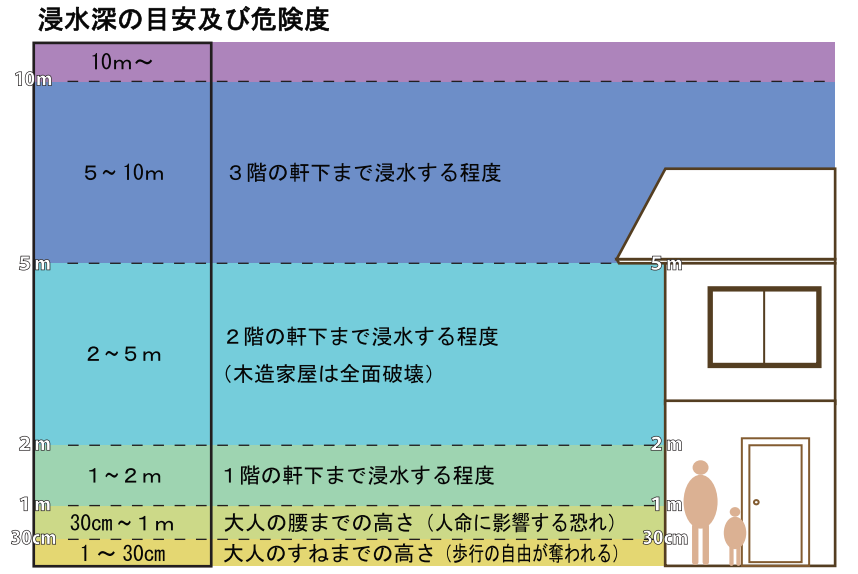 浸水深の目安及び危険度
10m～
10m
5～10m
3階の軒下まで浸水する程度
5m
5m
2～5m
2階の軒下まで浸水する程度
（木造家屋は全面破壊）
2m
2m
1～2m
1階の軒下まで浸水する程度
1m
1m
30cm～1m
大人の腰までの高さ（人命に影響する恐れ）
30cm
30cm
1～30cm
大人のすねまでの高さ（歩行の自由が奪われる）